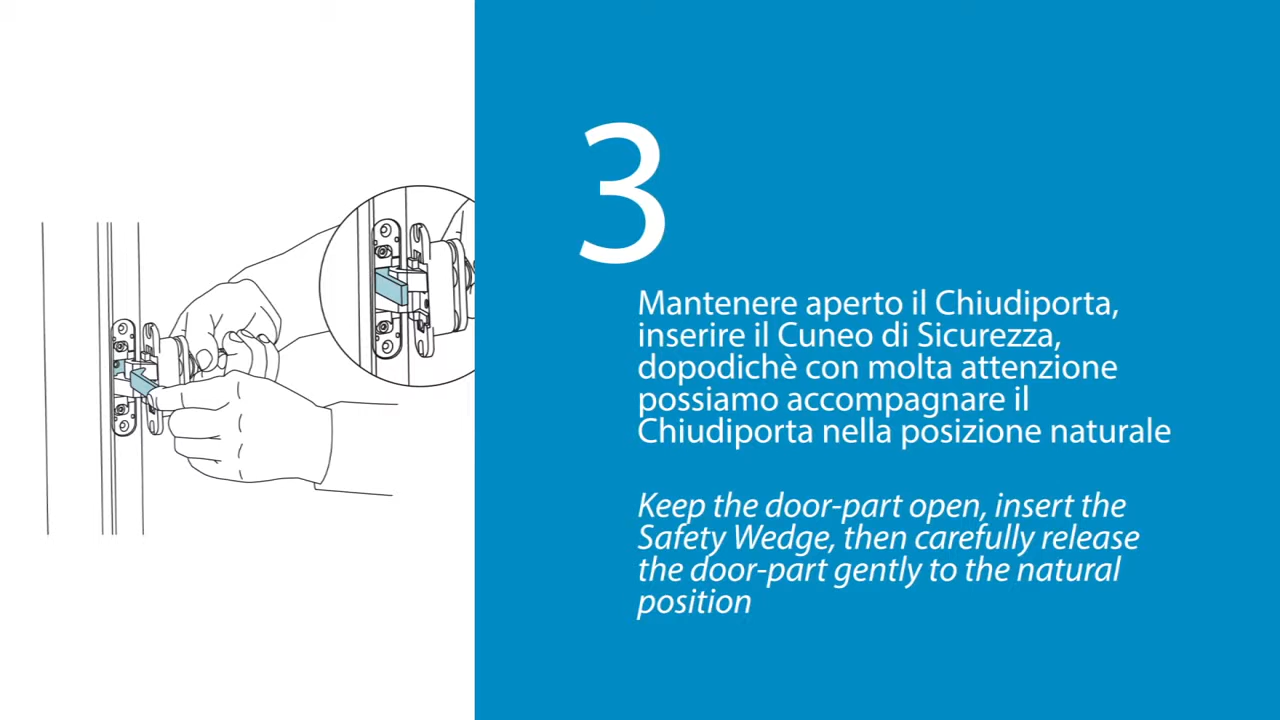 3
Mantenere aperto il Chiudiporta,
inserire il Cuneo di Sicurezza,
dopodichè con molta attenzione
possiamo accompagnare il
Chiudiporta nella posizione naturale
Keep the door-part open, insert the
Safety Wedge, then carefully release
the door-part gently to the natural
position